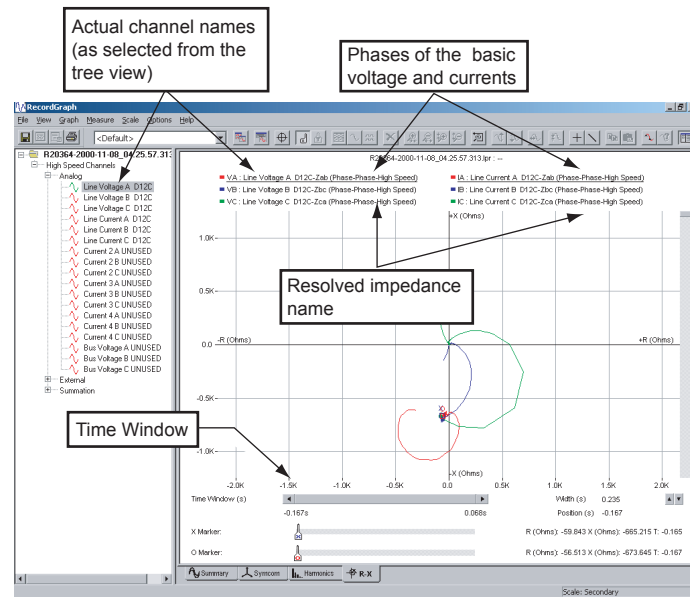 Actual channel names
(as selected from the
tree view)
Phases of the basic
voltage and currents
RecordGraph
File View Graph Measure Scale Options Help
<Default>
R20364-2000-11-08_04.25.57.313
High Speed Channels
Analog
Line Voltage A D12C
Line Voltage B D12C
Line Voltage C D12C
Line Current A D12C
Line Current B D12C
Line Current C D12C
Current 2 A UNUSED
Current 2 B UNUSED
Current 2 C UNUSED
Current 3 A UNUSED
Current 3 B UNUSED
Current 3 C UNUSED
Current 4 A UNUSED
Current 4 B UNUSED
Current 4 C UNUSED
Bus Voltage A UNUSED
Bus Voltage B UNUSED
Bus Voltage C UNUSED
External
Summation
R20364-2000-11-08_04.25.57.313.lpr : --
VA : Line Voltage A D12C-Zab (Phase-Phase-High Speed)
VB : Line Voltage B D12C-Zbc (Phase-Phase-High Speed)
VC : Line Voltage C D12C-Zca (Phase-Phase-High Speed)
IA : Line Current A D12C-Zab (Phase-Phase-High Speed)
IB : Line Current B D12C-Zbc (Phase-Phase-High Speed)
IC : Line Current C D12C-Zca (Phase-Phase-High Speed)
+X (Ohms)
1.0K
0.5K
Resolved impedance
name
0.0 -R (Ohms)
+R (Ohms)
-0.5K
X
Time Window
-1.0K
-X (Ohms)
-2.0K -1.5K -1.0K -0.5K 0.0 0.5K 1.0K 1.5K 2.0K
Time Window (s)
Width (s) 0.235
-0.167s 0.068s
Position (s) -0.167
X Marker:
R (Ohms): -59.843 X (Ohms): -665.215 T: -0.165
O Marker:
R (Ohms): -56.513 X (Ohms): -673.645 T: -0.167
Summary Symcom Harmonics R-X
Scale: Secondary